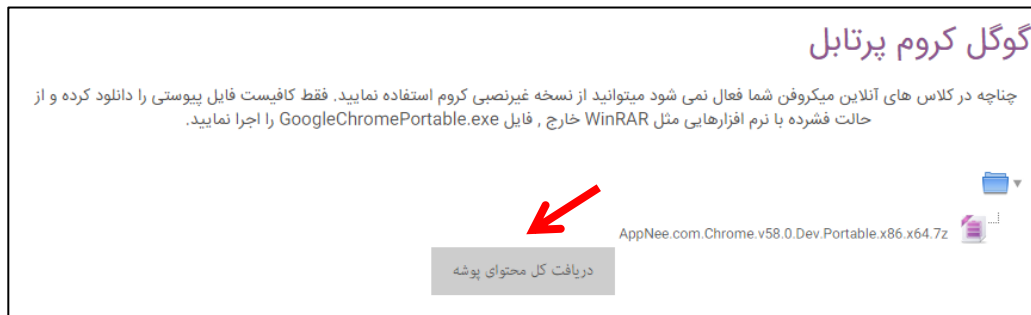 گوگل کروم پرتابل
چناچه در کلاس های آنلاین میکروفن شما فعال نمی شود میتوانید از نسخه غیرنصبی کروم استفاده نمایید. فقط کافیست فایل پیوستی را دانلود کرده و از
حالت فشرده با نرم افزارهایی مثل WinRAR خارج , فایل GoogleChromePortable.exe را اجرا نمایید.
AppNee.com.Chrome.v58.0.Dev.Portable.x86.x64.7z
دریافت کل محتوای پوشه